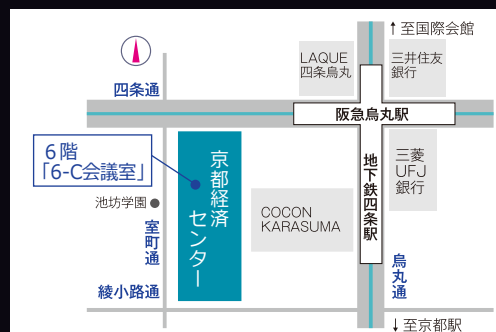 ↑至国際会館
LAQUE
四条烏丸
三井住友
銀行
四条通
阪急烏丸駅
6階
「6-C会議室」
京都経済
センター
地下鉄四条駅
三菱
UFJ
銀行
池坊学園
室町通
COCON
KARASUMA
烏丸通
綾小路通
↓至京都駅